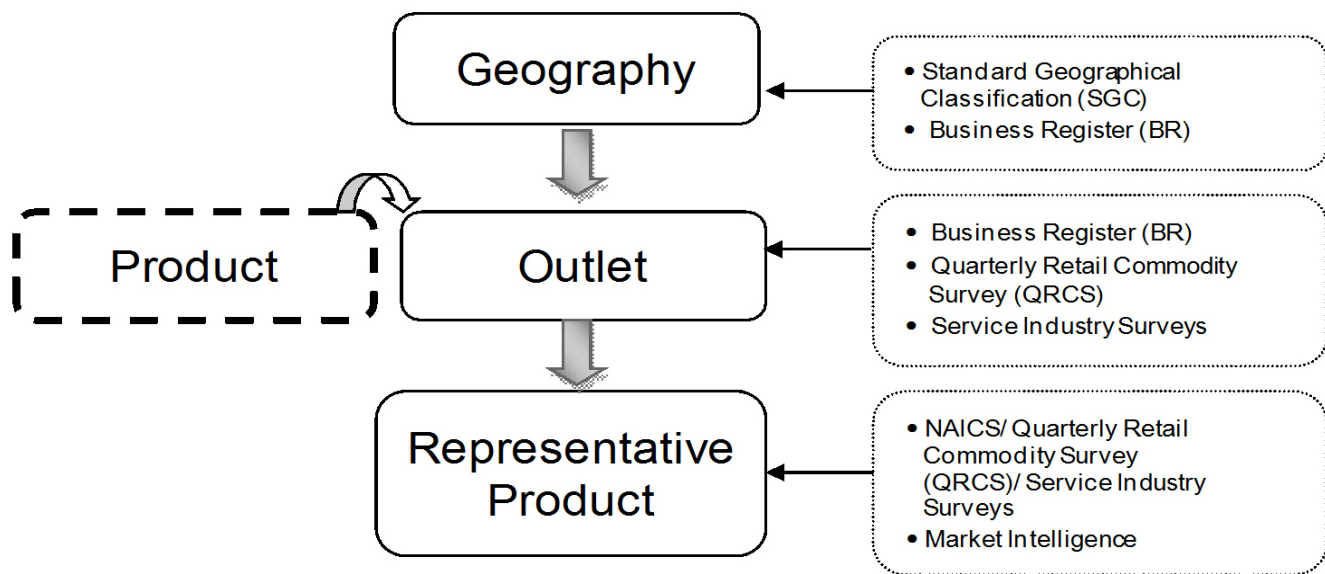 Geography
• Standard Geographical
Classification (SGC)
• Business Register (BR)
Product
Outlet
• Business Register (BR)
• Quarterly Retail Commodity
Survey (QRCS)
• Service Industry Surveys
Representative
Product
• NAICS/ Quarterly Retail
Commodity Survey
(QRCS)/ Service Industry
Surveys
• Market Intelligence